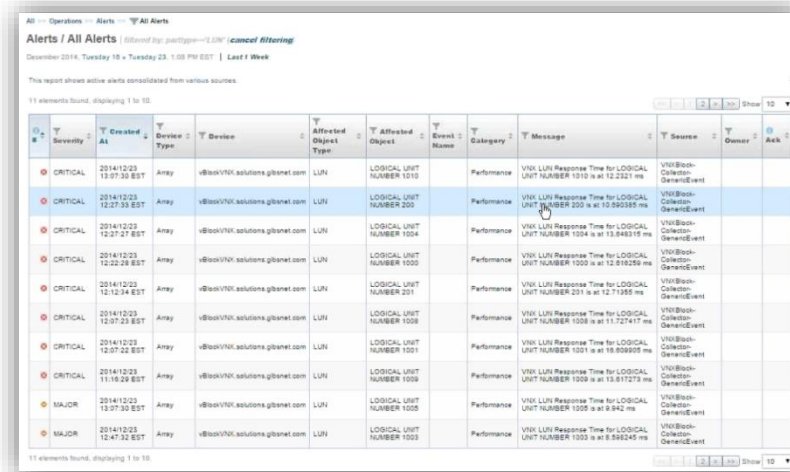 All >> Operations >> Alerts >> All Alerts
Alerts / All Alerts | filtered by: parttype=='LUN' (cancel filtering)
December 2014, Tuesday 16 » Tuesday 23, 1:08 PM EST | Last 1 Week
This report shows active alerts consolidated from various sources.
11 elements found, displaying 1 to 10.
<< < 1 2 > >> Show 10
Severity Created At Device Type Device Affected Object Type Affected Object Event Name Category Message Source Owner Ack
CRITICAL 2014/12/23 13:07:30 EST Array vBlockVNX.solutions.glbsnet.com LUN LOGICAL UNIT NUMBER 1010 Performance VNX LUN Response Time for LOGICAL UNIT NUMBER 1010 is at 12.2321 ms VNXBlock-Collector-GenericEvent
CRITICAL 2014/12/23 12:27:33 EST Array vBlockVNX.solutions.glbsnet.com LUN LOGICAL UNIT NUMBER 200 Performance VNX LUN Response Time for LOGICAL UNIT NUMBER 200 is at 10.690385 ms VNXBlock-Collector-GenericEvent
CRITICAL 2014/12/23 12:27:27 EST Array vBlockVNX.solutions.glbsnet.com LUN LOGICAL UNIT NUMBER 1004 Performance VNX LUN Response Time for LOGICAL UNIT NUMBER 1004 is at 13.648315 ms VNXBlock-Collector-GenericEvent
CRITICAL 2014/12/23 12:22:28 EST Array vBlockVNX.solutions.glbsnet.com LUN LOGICAL UNIT NUMBER 1000 Performance VNX LUN Response Time for LOGICAL UNIT NUMBER 1000 is at 12.816259 ms VNXBlock-Collector-GenericEvent
CRITICAL 2014/12/23 12:12:34 EST Array vBlockVNX.solutions.glbsnet.com LUN LOGICAL UNIT NUMBER 201 Performance VNX LUN Response Time for LOGICAL UNIT NUMBER 201 is at 12.71355 ms VNXBlock-Collector-GenericEvent
CRITICAL 2014/12/23 12:07:23 EST Array vBlockVNX.solutions.glbsnet.com LUN LOGICAL UNIT NUMBER 1008 Performance VNX LUN Response Time for LOGICAL UNIT NUMBER 1008 is at 11.727417 ms VNXBlock-Collector-GenericEvent
CRITICAL 2014/12/23 12:07:22 EST Array vBlockVNX.solutions.glbsnet.com LUN LOGICAL UNIT NUMBER 1001 Performance VNX LUN Response Time for LOGICAL UNIT NUMBER 1001 is at 16.609905 ms VNXBlock-Collector-GenericEvent
CRITICAL 2014/12/23 11:16:29 EST Array vBlockVNX.solutions.glbsnet.com LUN LOGICAL UNIT NUMBER 1009 Performance VNX LUN Response Time for LOGICAL UNIT NUMBER 1009 is at 13.617273 ms VNXBlock-Collector-GenericEvent
MAJOR 2014/12/23 13:07:30 EST Array vBlockVNX.solutions.glbsnet.com LUN LOGICAL UNIT NUMBER 1005 Performance VNX LUN Response Time for LOGICAL UNIT NUMBER 1005 is at 9.942 ms VNXBlock-Collector-GenericEvent
MAJOR 2014/12/23 12:47:32 EST Array vBlockVNX.solutions.glbsnet.com LUN LOGICAL UNIT NUMBER 1003 Performance VNX LUN Response Time for LOGICAL UNIT NUMBER 1003 is at 8.598245 ms VNXBlock-Collector-GenericEvent
11 elements found, displaying 1 to 10.
<< < 1 2 > >> Show 10